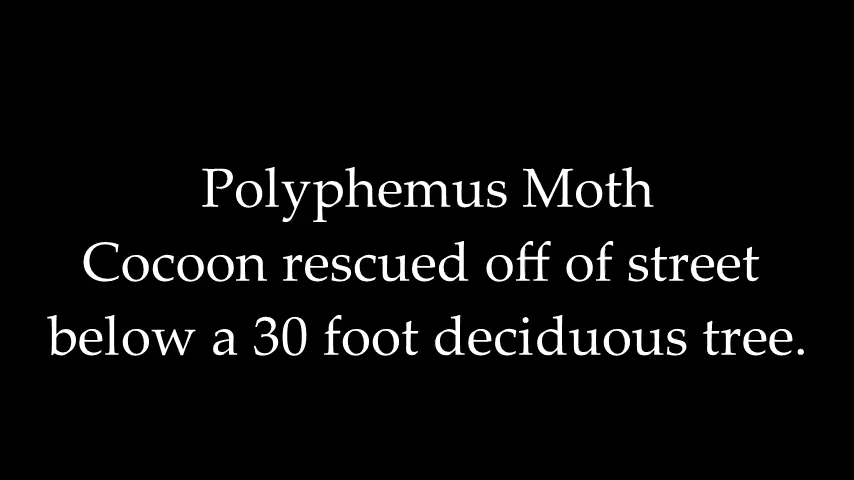 Polyphemus Moth
Cocoon rescued off of street
below a 30 foot deciduous tree.